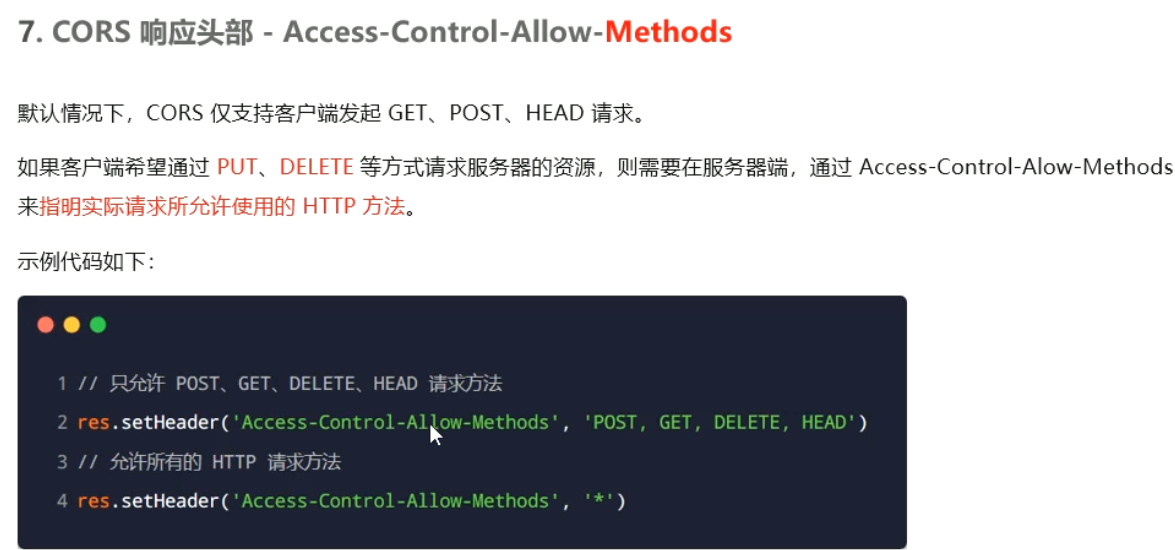 7. CORS 响应头部 - Access-Control-Allow-Methods
默认情况下，CORS 仅支持客户端发起 GET、POST、HEAD 请求。
如果客户端希望通过 PUT、DELETE 等方式请求服务器的资源，则需要在服务器端，通过 Access-Control-Alow-Methods
来指明实际请求所允许使用的 HTTP 方法。
示例代码如下：
1 // 只允许 POST、GET、DELETE、HEAD 请求方法
2 res.setHeader('Access-Control-Allow-Methods', 'POST, GET, DELETE, HEAD')
3 // 允许所有的 HTTP 请求方法
4 res.setHeader('Access-Control-Allow-Methods', '*')